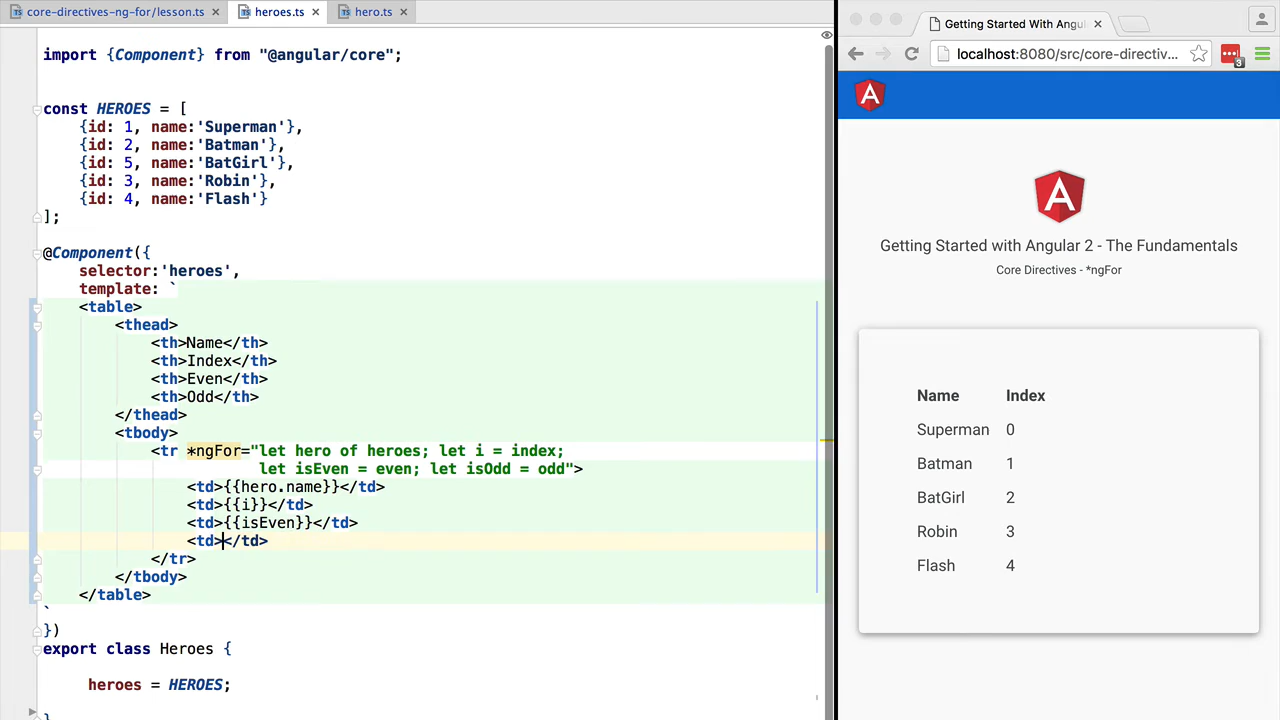 core-directives-ng-for/lesson.ts
heroes.ts
hero.ts
import {Component} from "@angular/core";
const HEROES = [
{id: 1, name:'Superman'},
{id: 2, name:'Batman'},
{id: 5, name:'BatGirl'},
{id: 3, name:'Robin'},
{id: 4, name:'Flash'}
];
@Component({
selector:'heroes',
template: `
<table>
<thead>
<th>Name</th>
<th>Index</th>
<th>Even</th>
<th>Odd</th>
</thead>
<tbody>
<tr *ngFor="let hero of heroes; let i = index;
let isEven = even; let isOdd = odd">
<td>{{hero.name}}</td>
<td>{{i}}</td>
<td>{{isEven}}</td>
<td></td>
</tr>
</tbody>
</table>
`
})
export class Heroes {
heroes = HEROES;
}
Getting Started With Angul
localhost:8080/src/core-directiv...
3
A
A
Getting Started with Angular 2 - The Fundamentals
Core Directives - *ngFor
Name Index
Superman 0
Batman 1
BatGirl 2
Robin 3
Flash 4